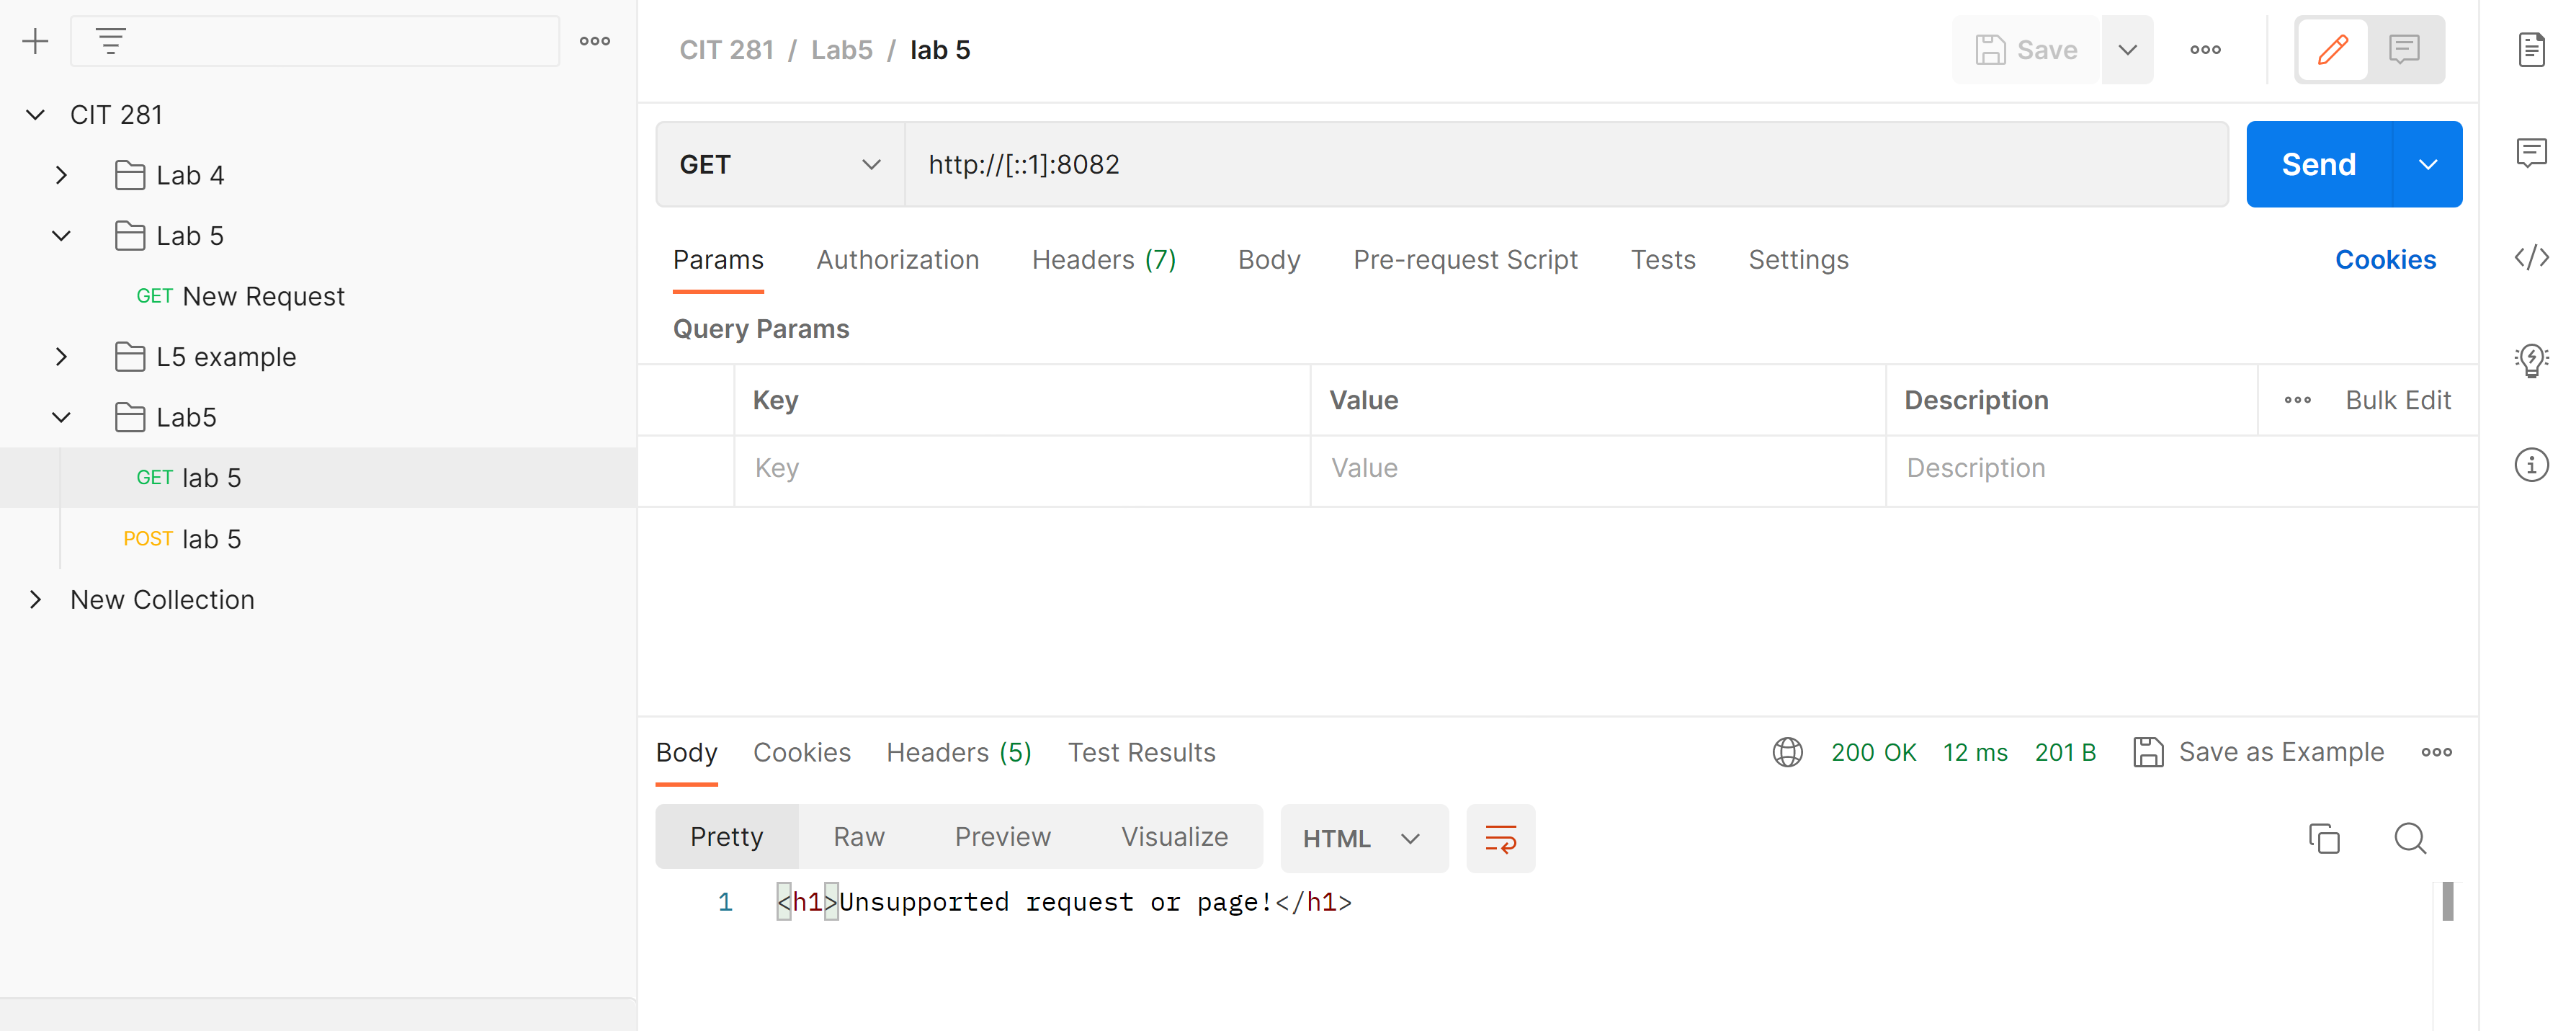 CIT 281
Lab 4
Lab 5
GET New Request
L5 example
Lab5
GET lab 5
POST lab 5
New Collection
CIT 281 / Lab5 / lab 5
Save
GET http://[::1]:8082 Send
Params Authorization Headers (7) Body Pre-request Script Tests Settings Cookies
Query Params
Key Value Description Bulk Edit
Key Value Description
Body Cookies Headers (5) Test Results 200 OK 12 ms 201 B Save as Example
Pretty Raw Preview Visualize HTML
1 <h1>Unsupported request or page!</h1>